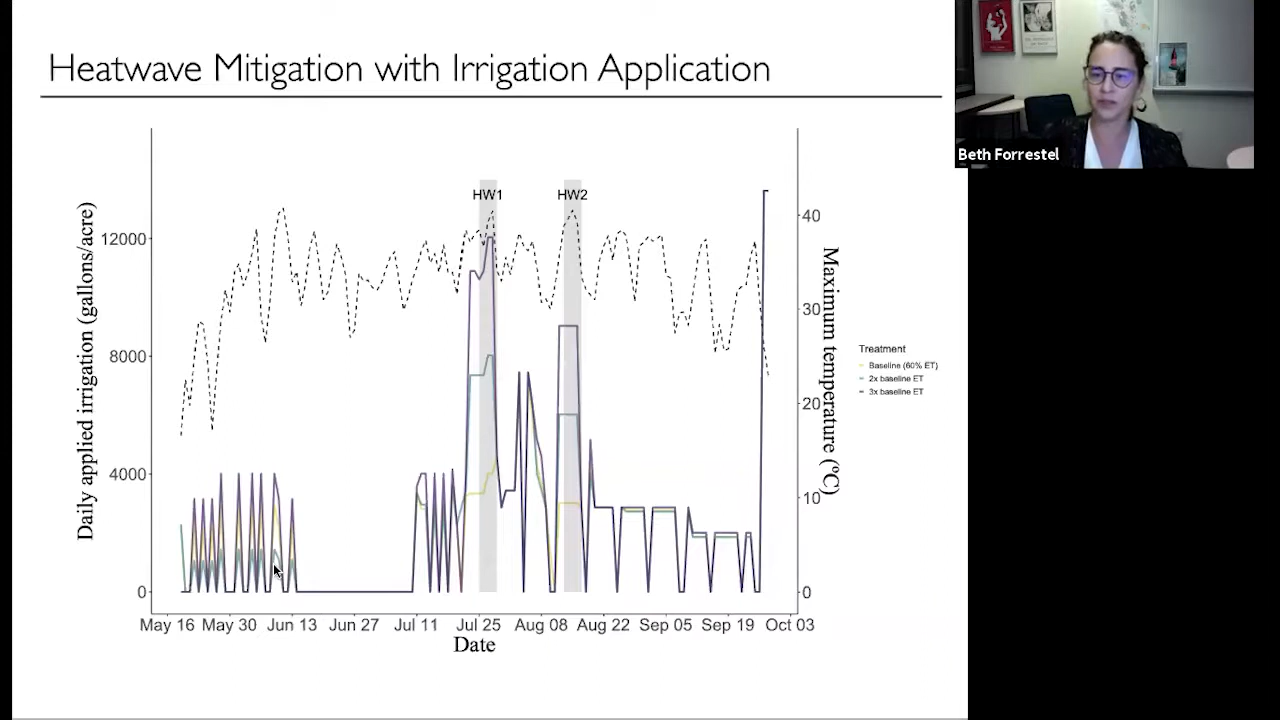 Heatwave Mitigation with Irrigation Application
Beth Forrestel
HW1
HW2
12000
8000
4000
0
Daily applied irrigation (gallons/acre)
40
30
20
10
0
Maximum temperature (°C)
Treatment
Baseline (60% ET)
2x baseline ET
3x baseline ET
May 16 May 30 Jun 13 Jun 27 Jul 11 Jul 25 Aug 08 Aug 22 Sep 05 Sep 19 Oct 03
Date